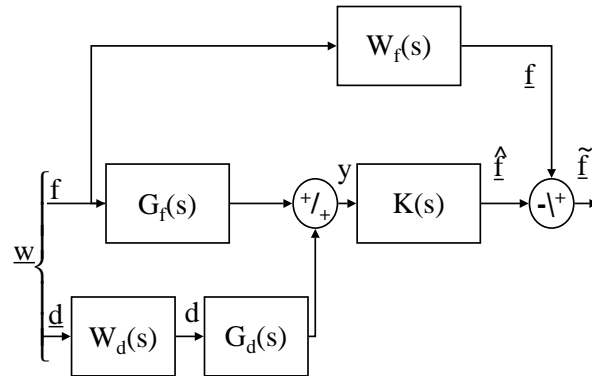 W_f(s)
f
f
G_f(s)
+/+
y
K(s)
f̂
-\+
f̃
w
d
W_d(s)
d
G_d(s)